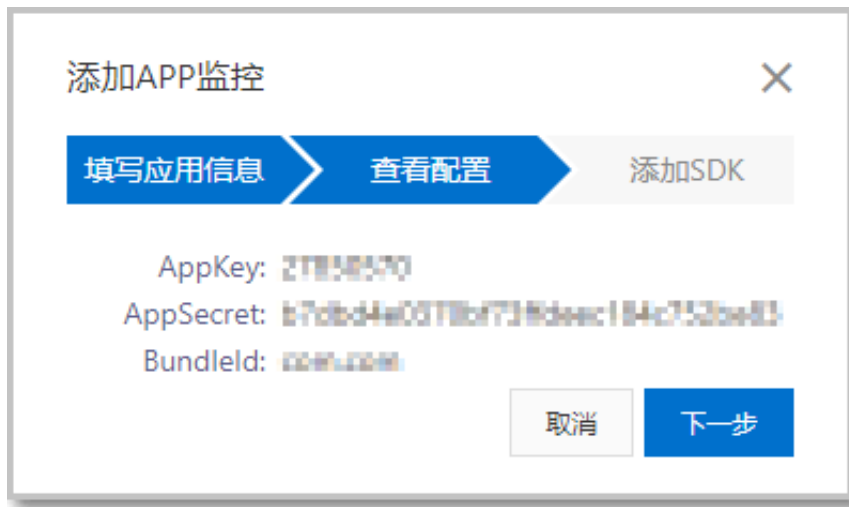 添加APP监控
填写应用信息 查看配置 添加SDK
AppKey:
AppSecret:
BundleId:
取消 下一步